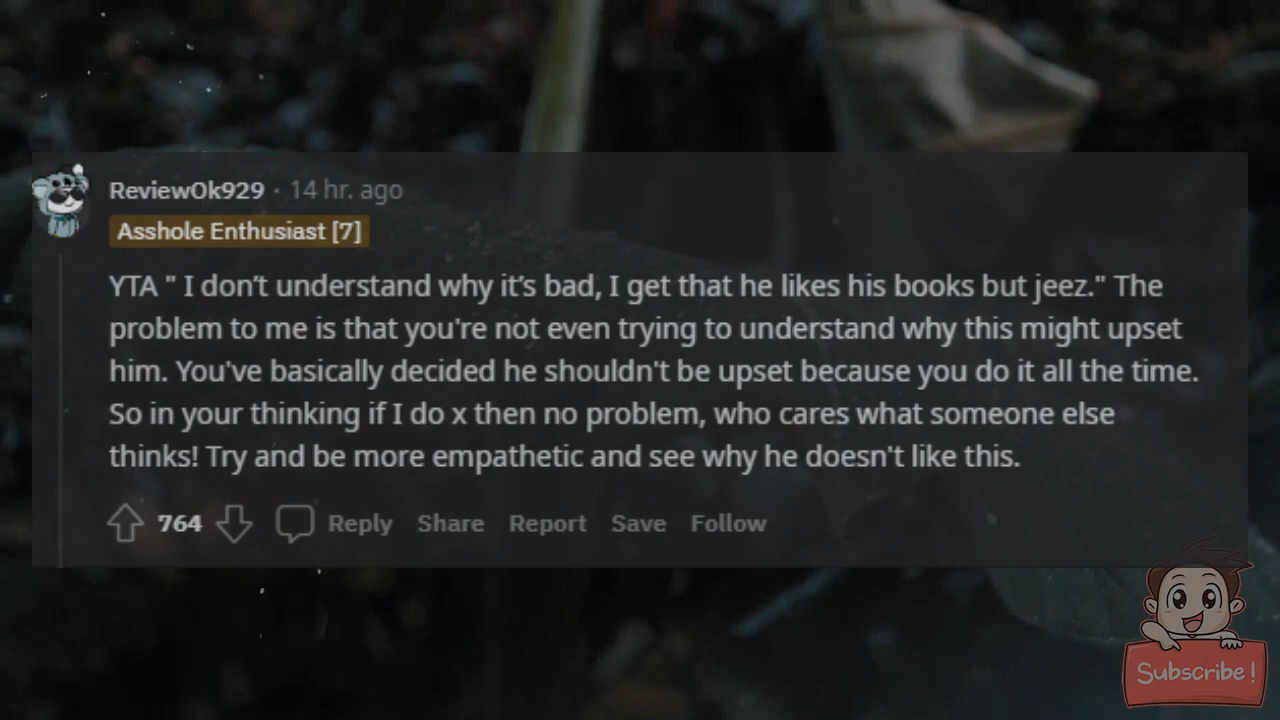 ReviewOk929 · 14 hr. ago
Asshole Enthusiast [7]
YTA " I don’t understand why it’s bad, I get that he likes his books but jeez." The
problem to me is that you're not even trying to understand why this might upset
him. You've basically decided he shouldn't be upset because you do it all the time.
So in your thinking if I do x then no problem, who cares what someone else
thinks! Try and be more empathetic and see why he doesn't like this.
764 Reply Share Report Save Follow
Subscribe!